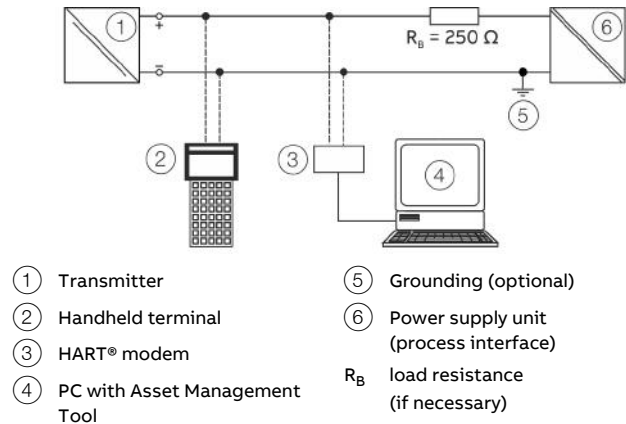 1
+
−
R_B = 250 Ω
6
5
2
3
4
1 Transmitter
2 Handheld terminal
3 HART® modem
4 PC with Asset Management
Tool
5 Grounding (optional)
6 Power supply unit
(process interface)
R_B load resistance
(if necessary)